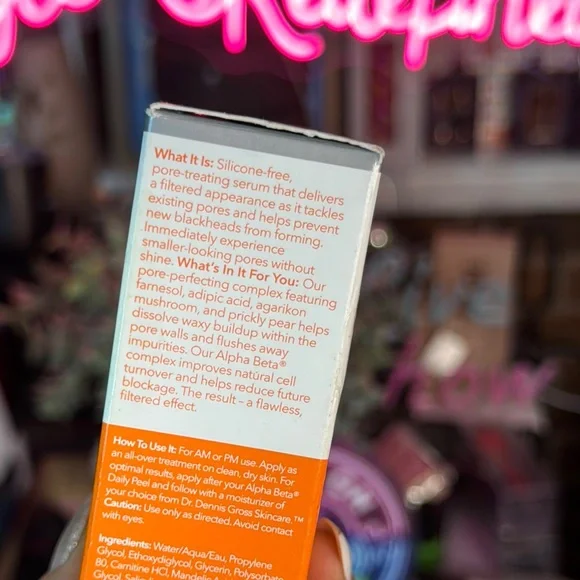 What It Is: Silicone-free,
pore-treating serum that delivers
a filtered appearance as it tackles
existing pores and helps prevent
new blackheads from forming.
Immediately experience
smaller-looking pores without
shine. What's In It For You: Our
pore-perfecting complex featuring
farnesol, adipic acid, agarikon
mushroom, and prickly pear helps
dissolve waxy buildup within the
pore walls and flushes away
impurities. Our Alpha Beta®
complex improves natural cell
turnover and helps reduce future
blockage. The result – a flawless,
filtered effect.
How To Use It: For AM or PM use. Apply as
an all-over treatment on clean, dry skin. For
optimal results, apply after your Alpha Beta®
Daily Peel and follow with a moisturizer of
your choice from Dr. Dennis Gross Skincare.™
Caution: Use only as directed. Avoid contact
with eyes.
Ingredients: Water/Aqua/Eau, Propylene
Glycol, Ethoxydiglycol, Glycerin, Polysorbate
80, Carnitine HCl, Mandelic
Glycol,